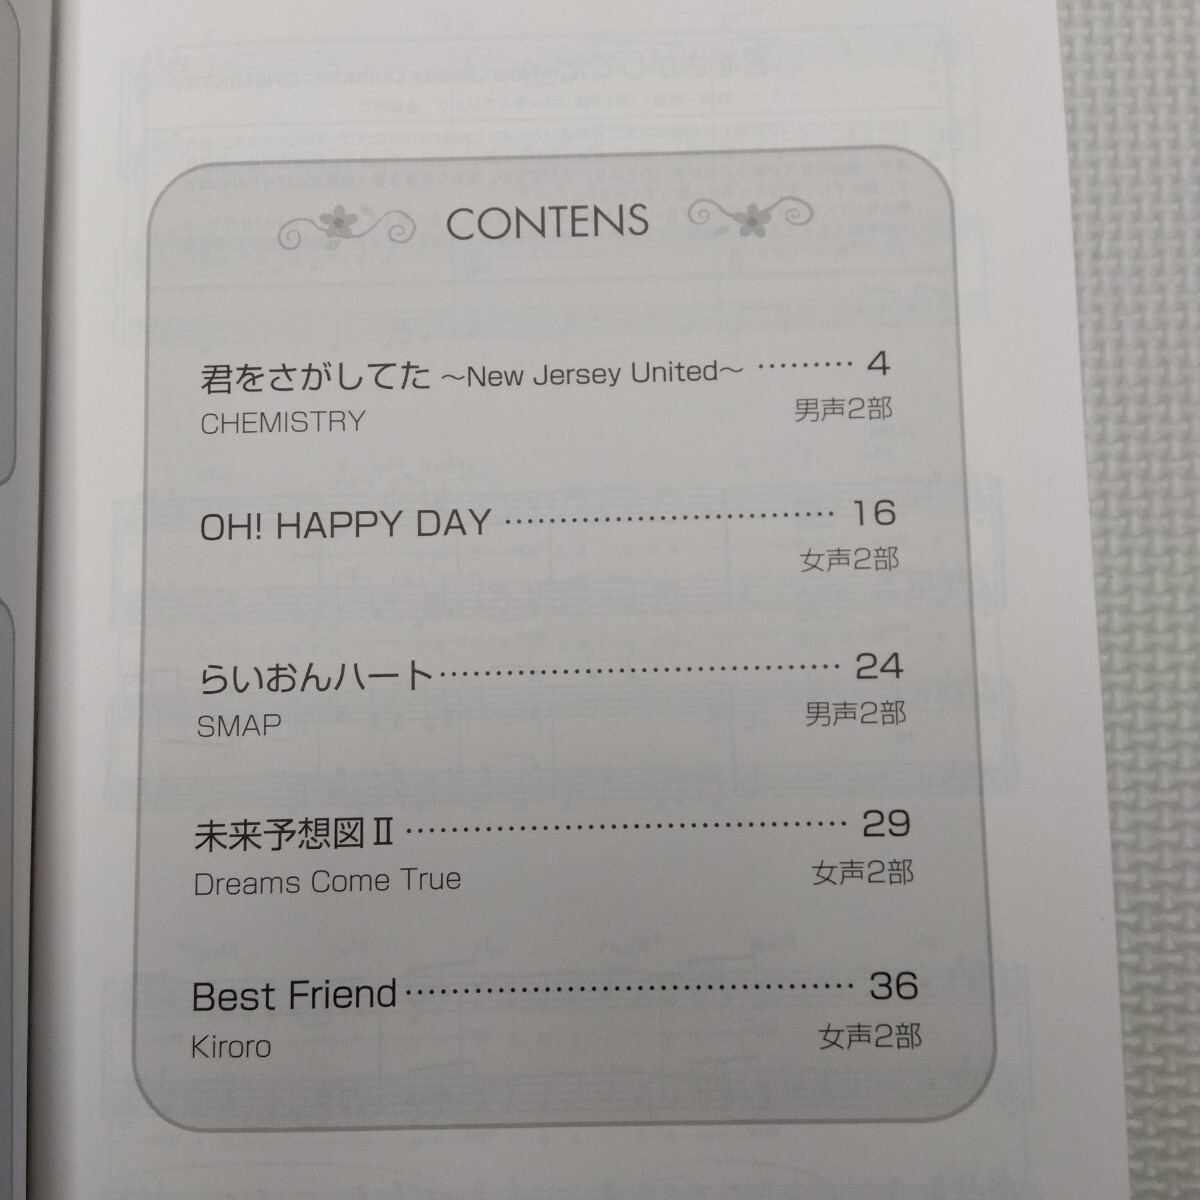 CONTENS
君をさがしてた 〜New Jersey United〜 ········· 4
CHEMISTRY 男声2部
OH! HAPPY DAY ······························ 16
女声2部
らいおんハート ····································· 24
SMAP 男声2部
未来予想図Ⅱ ········································ 29
Dreams Come True 女声2部
Best Friend ········································· 36
Kiroro 女声2部